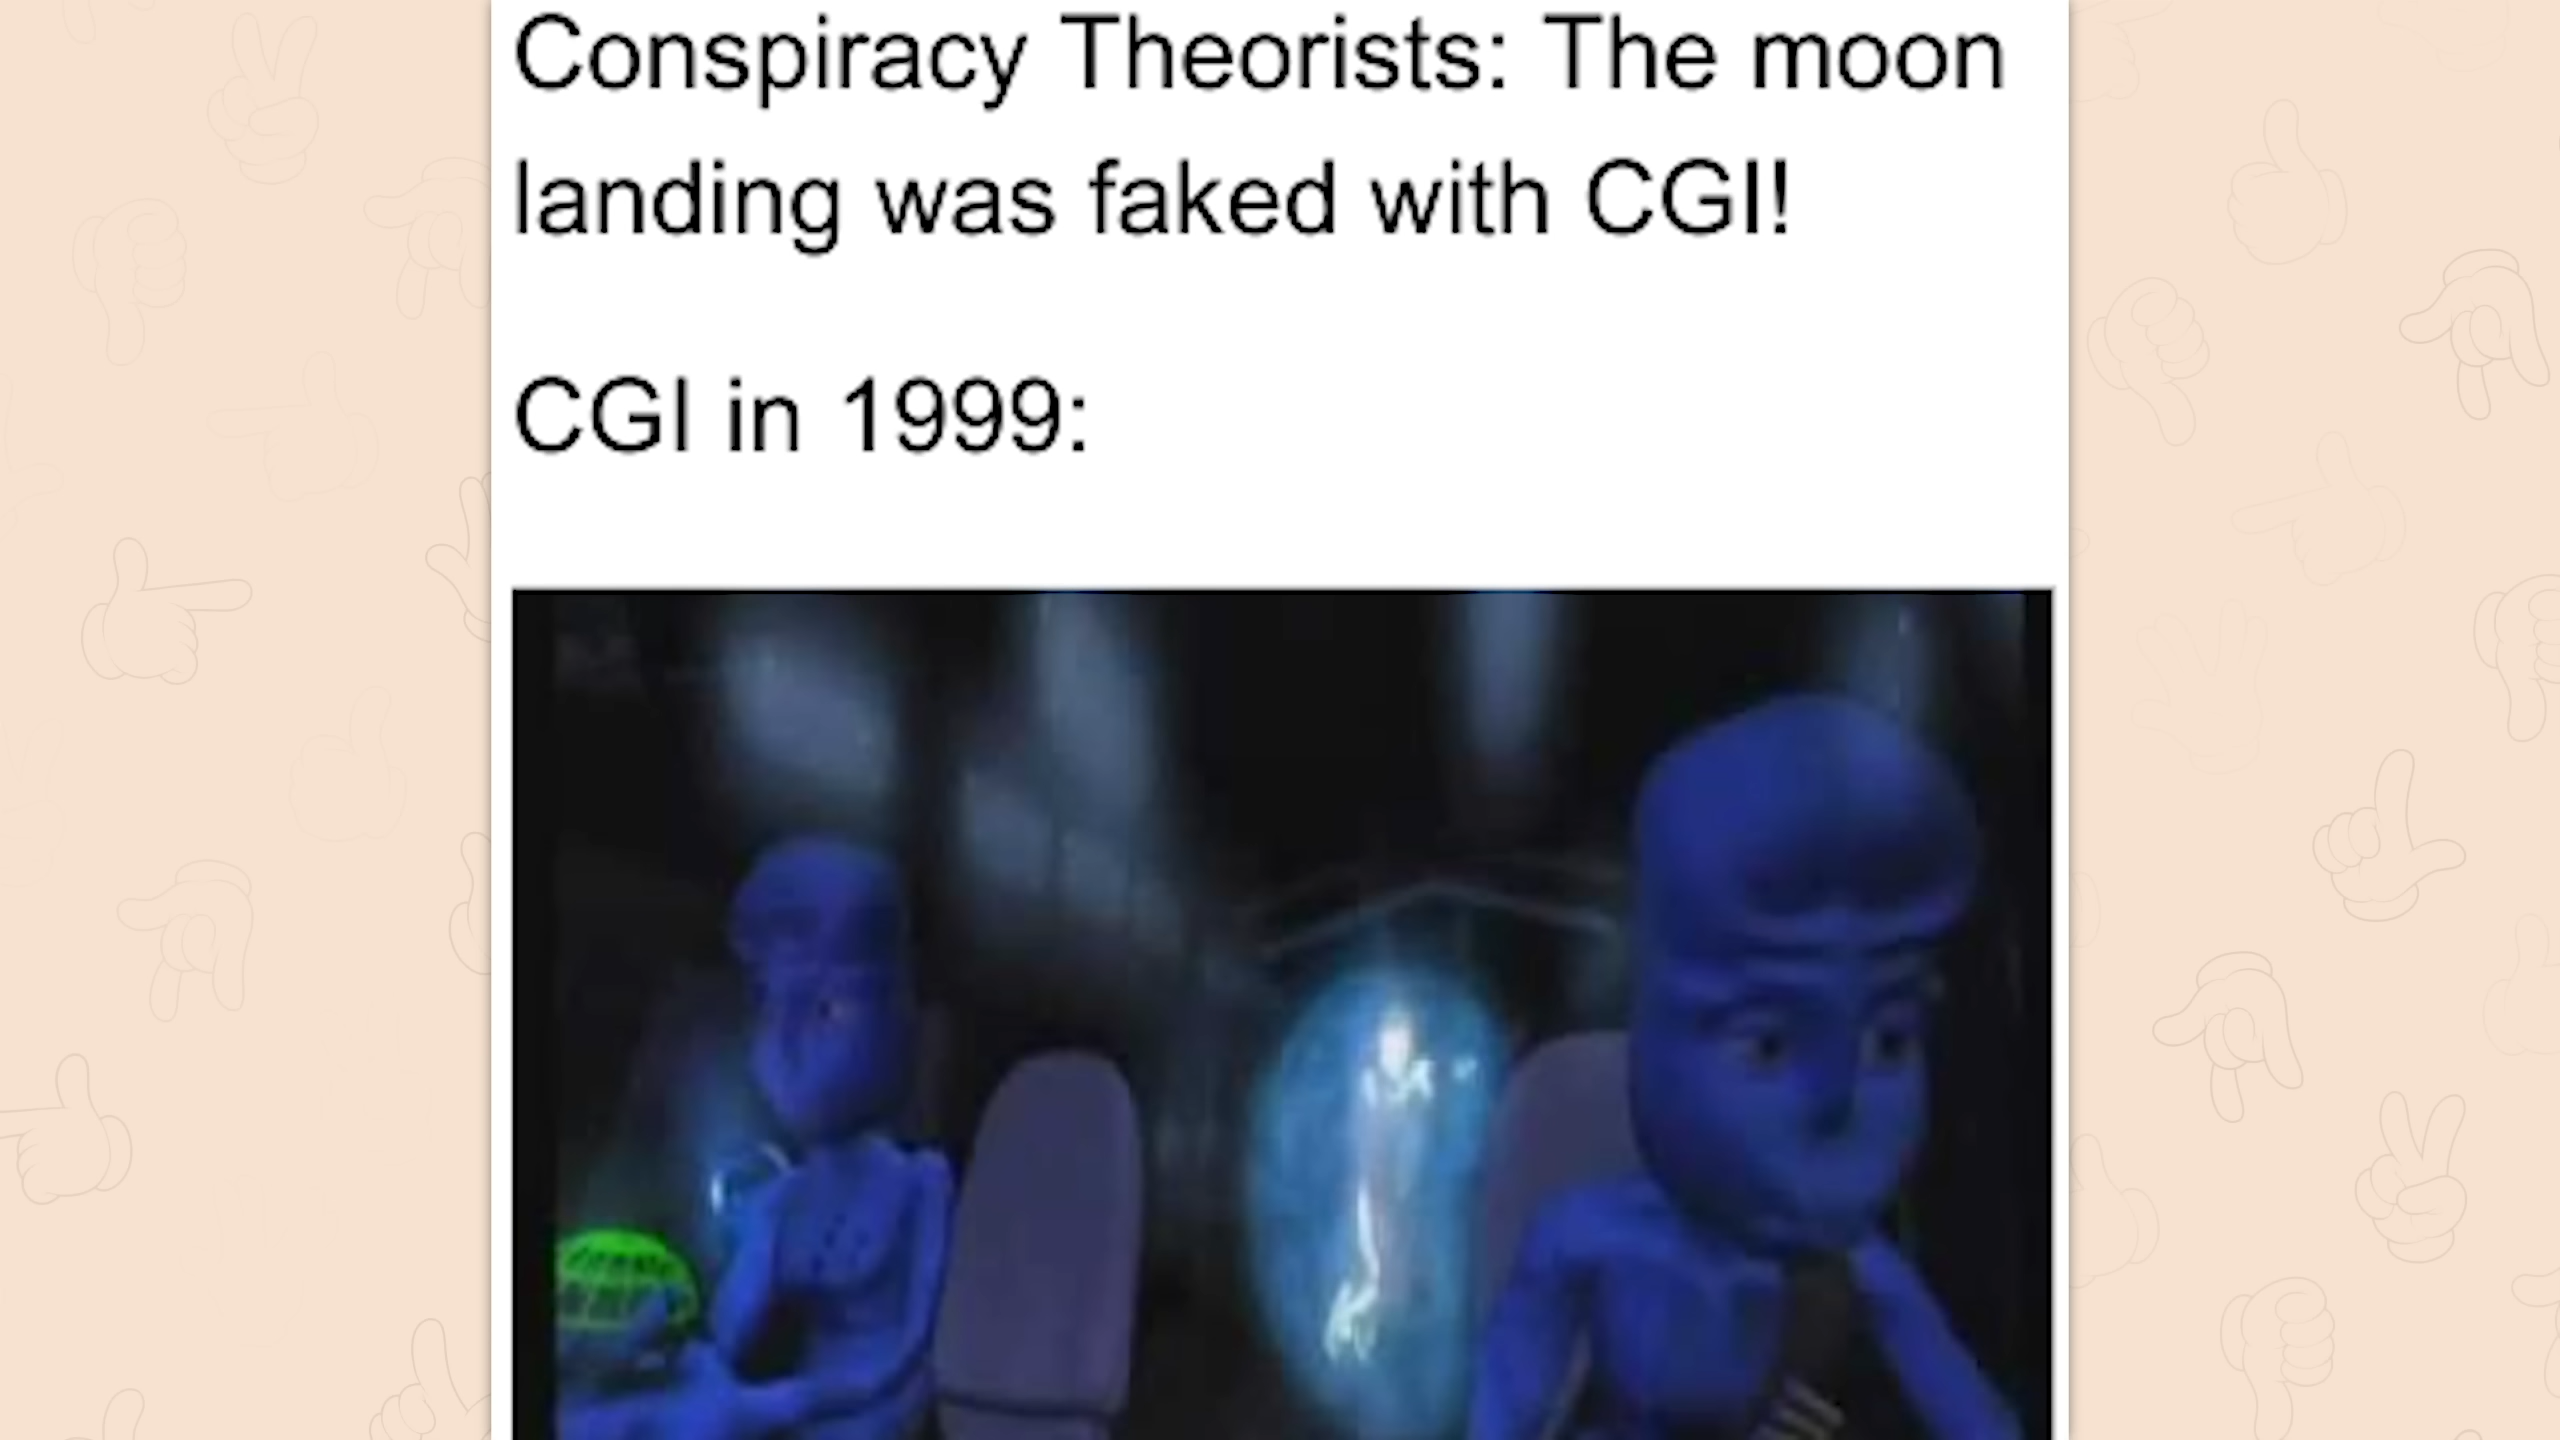 Conspiracy Theorists: The moon
landing was faked with CGI!
CGI in 1999: